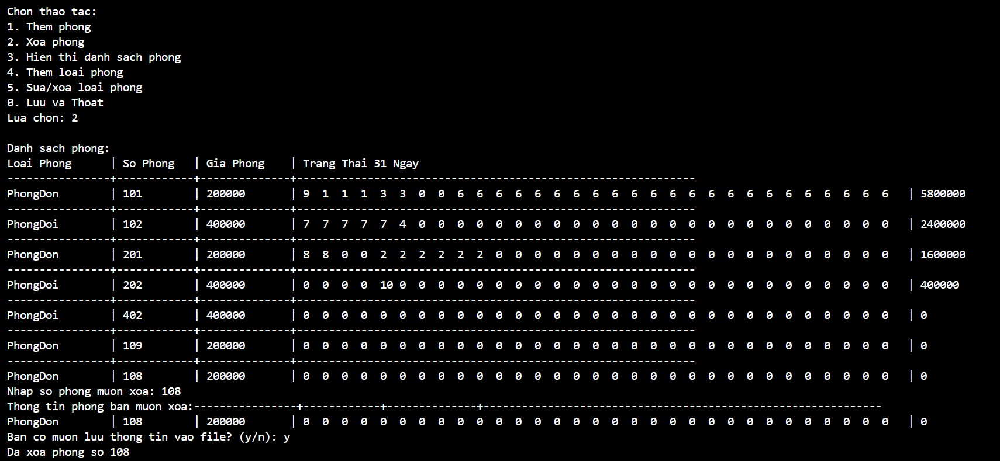 Chon thao tac:
1. Them phong
2. Xoa phong
3. Hien thi danh sach phong
4. Them loai phong
5. Sua/xoa loai phong
0. Luu va Thoat
Lua chon: 2

Danh sach phong:
Loai Phong      | So Phong   | Gia Phong    | Trang Thai 31 Ngay
----------------+------------+--------------+--------------------------------------------------------------
PhongDon        | 101        | 200000       | 9  1  1  1  3  3  0  0  6  6  6  6  6  6  6  6  6  6  6  6  6  6  6  6  6  6  6  6  6  6  6   | 5800000
----------------+------------+--------------+--------------------------------------------------------------
PhongDoi        | 102        | 400000       | 7  7  7  7  7  4  0  0  0  0  0  0  0  0  0  0  0  0  0  0  0  0  0  0  0  0  0  0  0  0  0   | 2400000
----------------+------------+--------------+--------------------------------------------------------------
PhongDon        | 201        | 200000       | 8  8  0  0  2  2  2  2  2  2  0  0  0  0  0  0  0  0  0  0  0  0  0  0  0  0  0  0  0  0  0   | 1600000
----------------+------------+--------------+--------------------------------------------------------------
PhongDoi        | 202        | 400000       | 0  0  0  0  10 0  0  0  0  0  0  0  0  0  0  0  0  0  0  0  0  0  0  0  0  0  0  0  0  0  0   | 400000
----------------+------------+--------------+--------------------------------------------------------------
PhongDoi        | 402        | 400000       | 0  0  0  0  0  0  0  0  0  0  0  0  0  0  0  0  0  0  0  0  0  0  0  0  0  0  0  0  0  0  0   | 0
----------------+------------+--------------+--------------------------------------------------------------
PhongDon        | 109        | 200000       | 0  0  0  0  0  0  0  0  0  0  0  0  0  0  0  0  0  0  0  0  0  0  0  0  0  0  0  0  0  0  0   | 0
----------------+------------+--------------+--------------------------------------------------------------
PhongDon        | 108        | 200000       | 0  0  0  0  0  0  0  0  0  0  0  0  0  0  0  0  0  0  0  0  0  0  0  0  0  0  0  0  0  0  0   | 0
Nhap so phong muon xoa: 108
Thong tin phong ban muon xoa:----------------+------------+--------------+--------------------------------------------------------------
PhongDon        | 108        | 200000       | 0  0  0  0  0  0  0  0  0  0  0  0  0  0  0  0  0  0  0  0  0  0  0  0  0  0  0  0  0  0  0   | 0
Ban co muon luu thong tin vao file? (y/n): y
Da xoa phong so 108